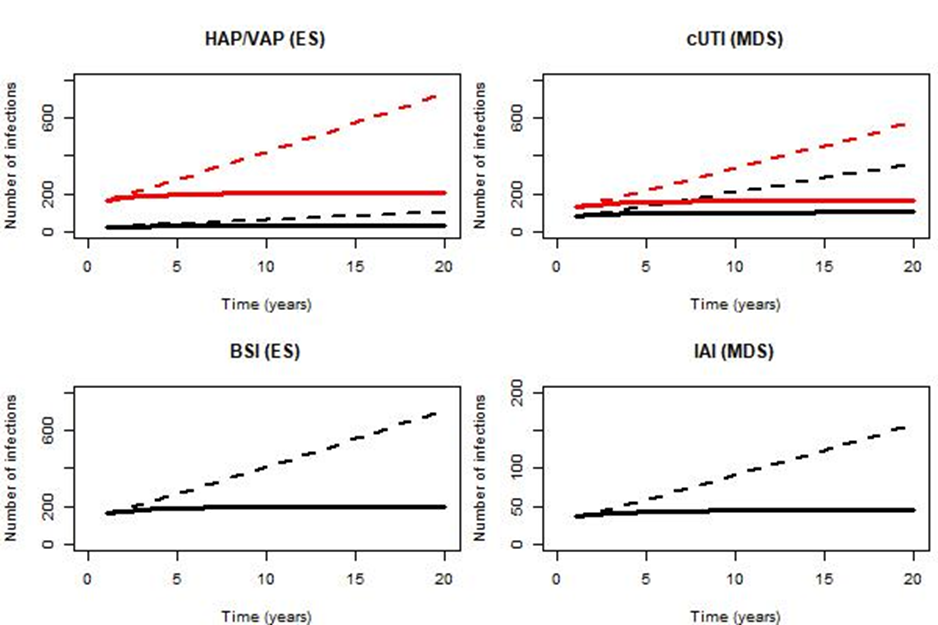 HAP/VAP (ES)
Number of infections
600
200
0
0 5 10 15 20
Time (years)
cUTI (MDS)
Number of infections
600
200
0
0 5 10 15 20
Time (years)
BSI (ES)
Number of infections
600
200
0
0 5 10 15 20
Time (years)
IAI (MDS)
Number of infections
200
100
50
0
0 5 10 15 20
Time (years)